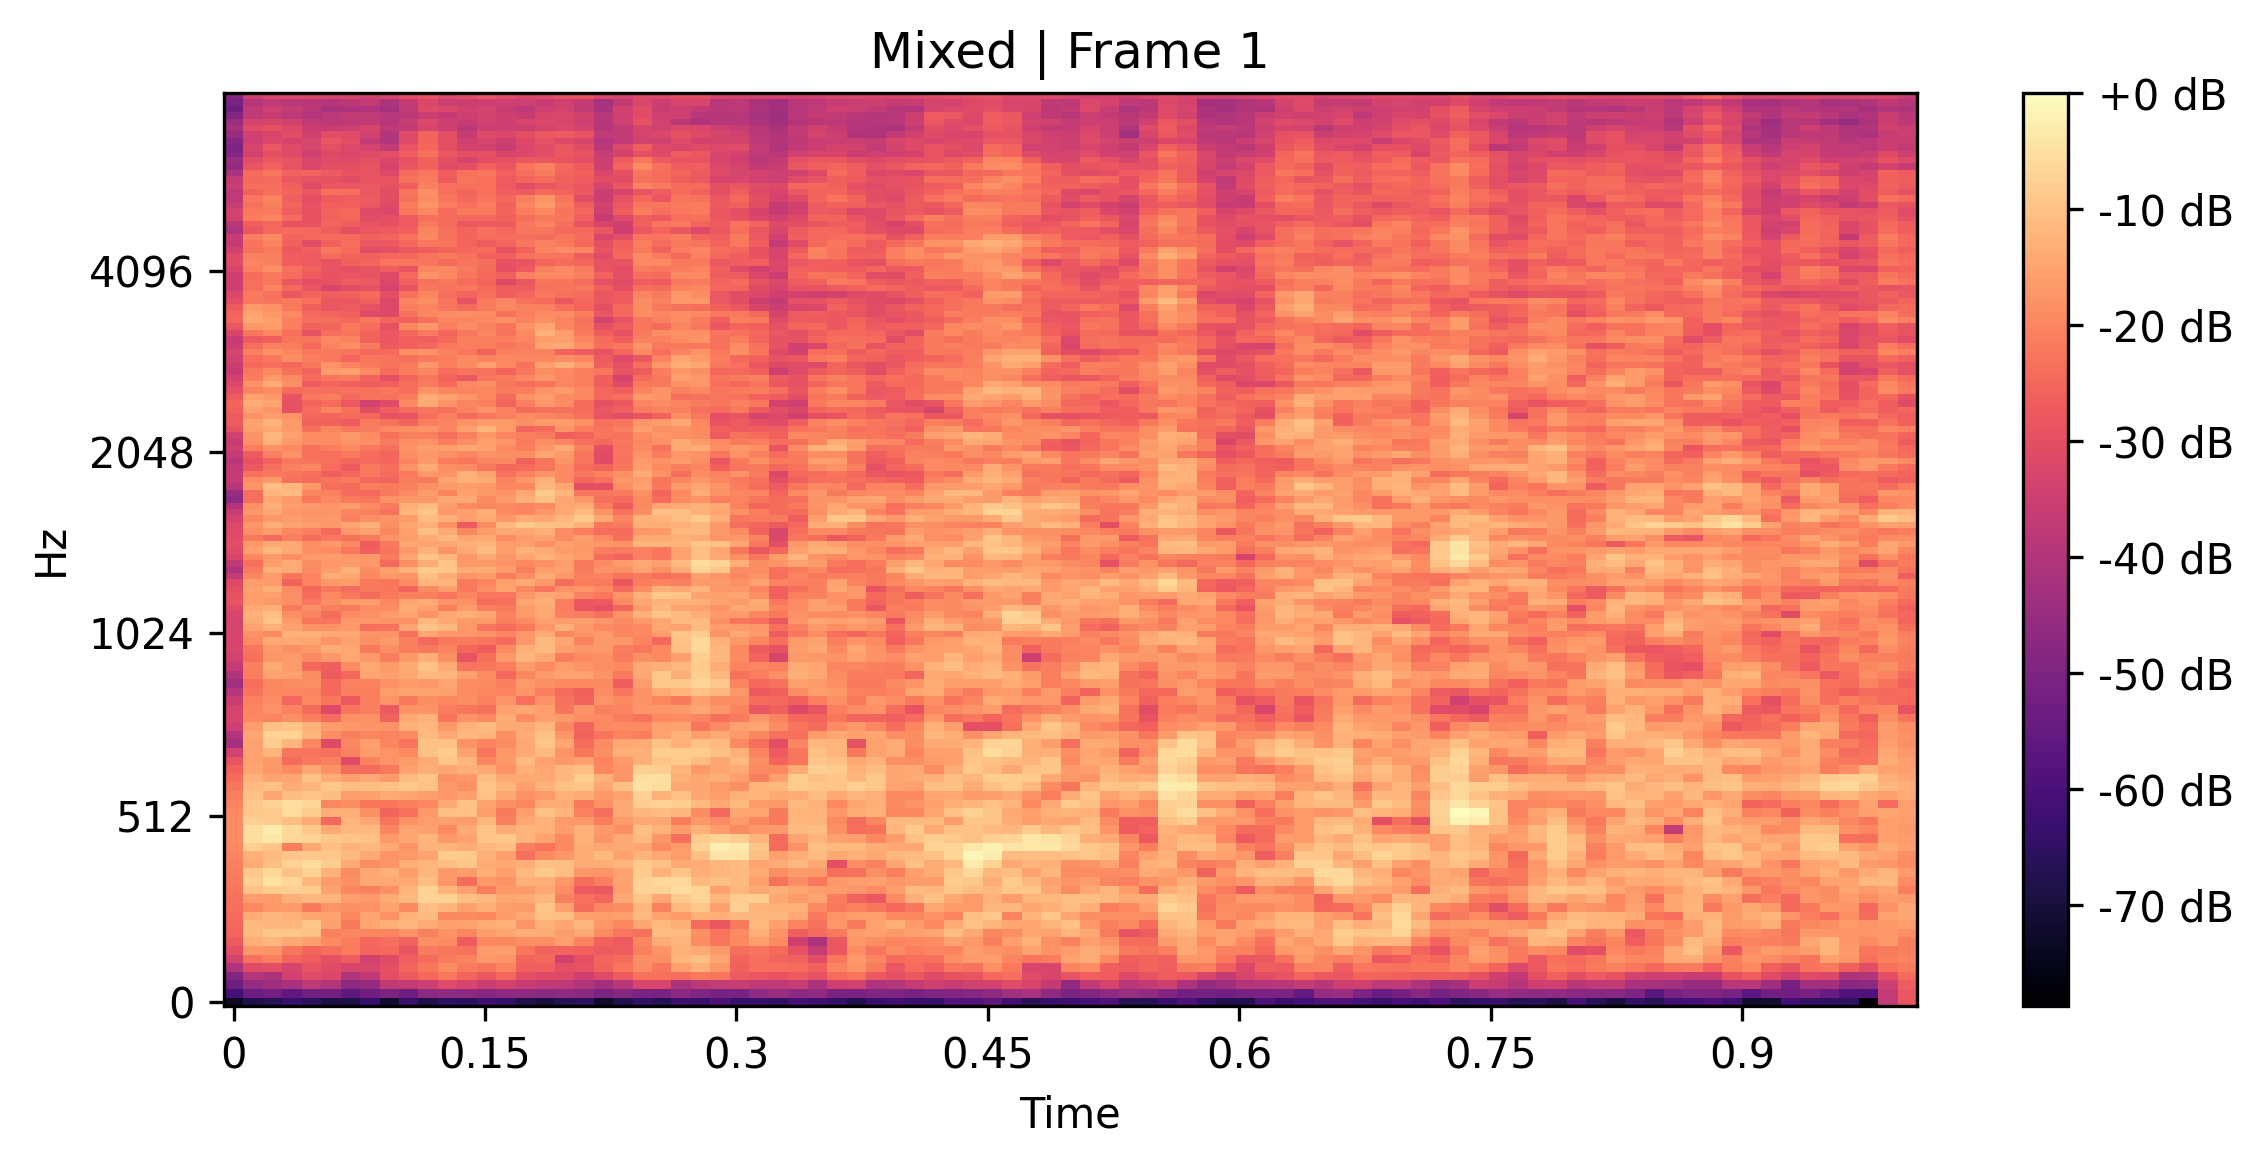 Mixed | Frame 1
Hz
4096
2048
1024
512
0
0 0.15 0.3 0.45 0.6 0.75 0.9
Time
+0 dB
-10 dB
-20 dB
-30 dB
-40 dB
-50 dB
-60 dB
-70 dB